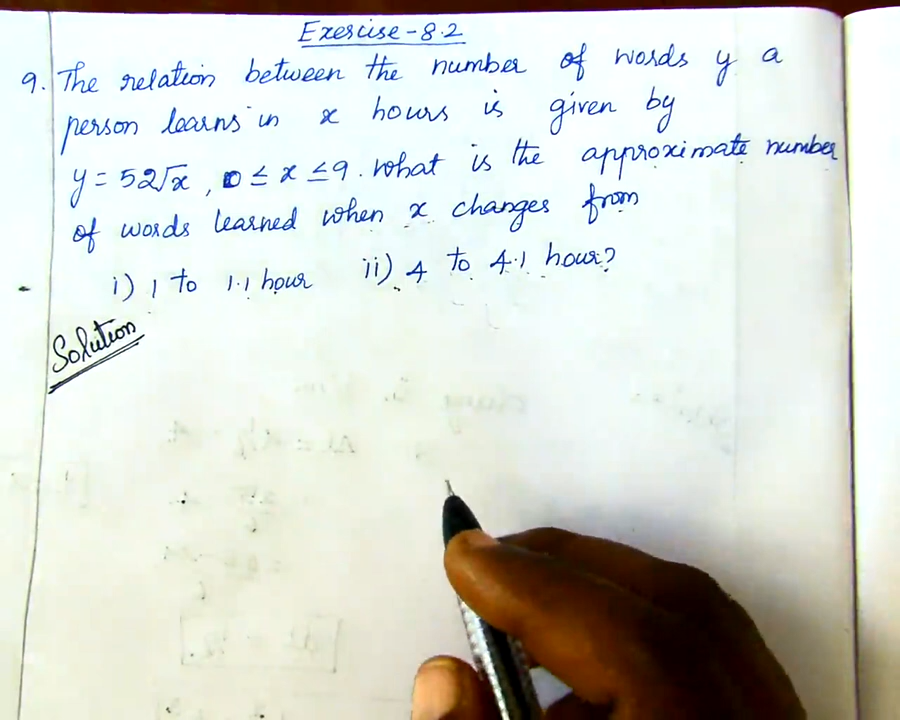 Exercise-8.2
9. The relation between the number of words y a
person learns in x hours is given by
y = 52√x , 0 ≤ x ≤ 9. What is the approximate number
of words learned when x changes from
i) 1 to 1.1 hour ii) 4 to 4.1 hour?
Solution